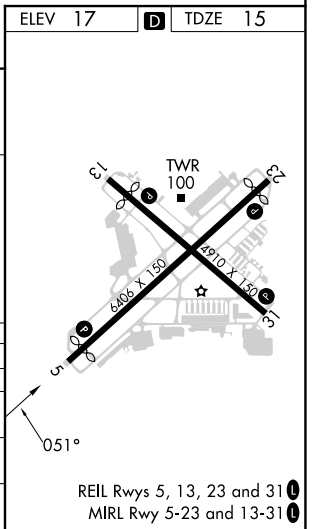 ELEV 17 D TDZE 15
TWR
100
13
23
P
P
4910 X 150
6406 X 150
P
P
31
5
051°
REIL Rwys 5, 13, 23 and 31 L
MIRL Rwy 5-23 and 13-31 L